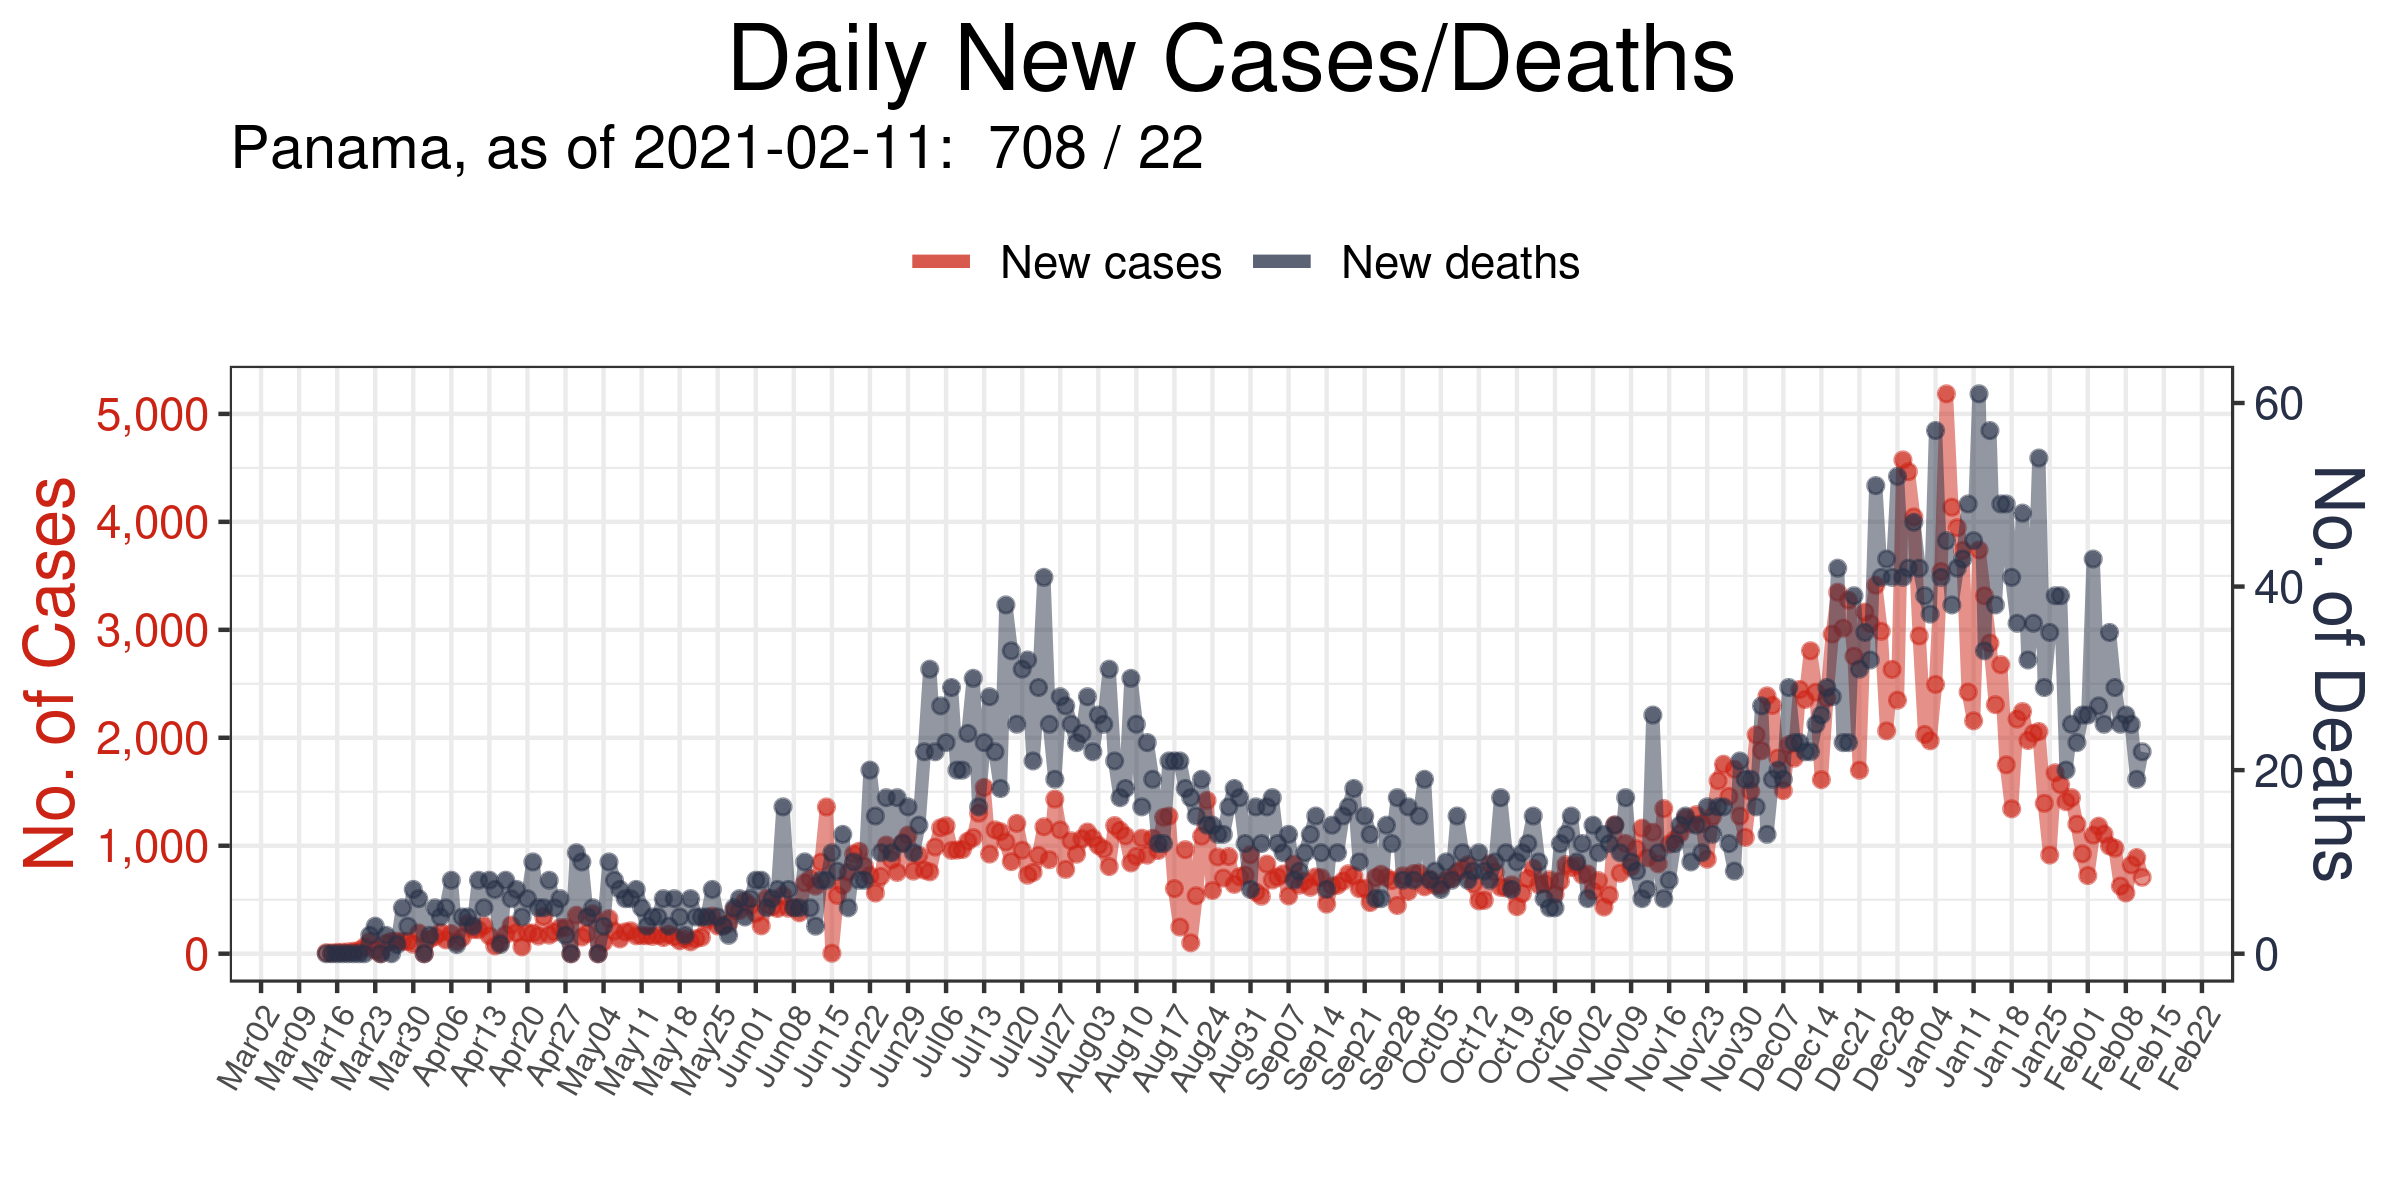 Daily New Cases/Deaths
Panama, as of 2021-02-11:  708 / 22
New cases
New deaths
No. of Cases
5,000
4,000
3,000
2,000
1,000
0
60
40
20
0
No. of Deaths
Mar02
Mar09
Mar16
Mar23
Mar30
Apr06
Apr13
Apr20
Apr27
May04
May11
May18
May25
Jun01
Jun08
Jun15
Jun22
Jun29
Jul06
Jul13
Jul20
Jul27
Aug03
Aug10
Aug17
Aug24
Aug31
Sep07
Sep14
Sep21
Sep28
Oct05
Oct12
Oct19
Oct26
Nov02
Nov09
Nov16
Nov23
Nov30
Dec07
Dec14
Dec21
Dec28
Jan04
Jan11
Jan18
Jan25
Feb01
Feb08
Feb15
Feb22